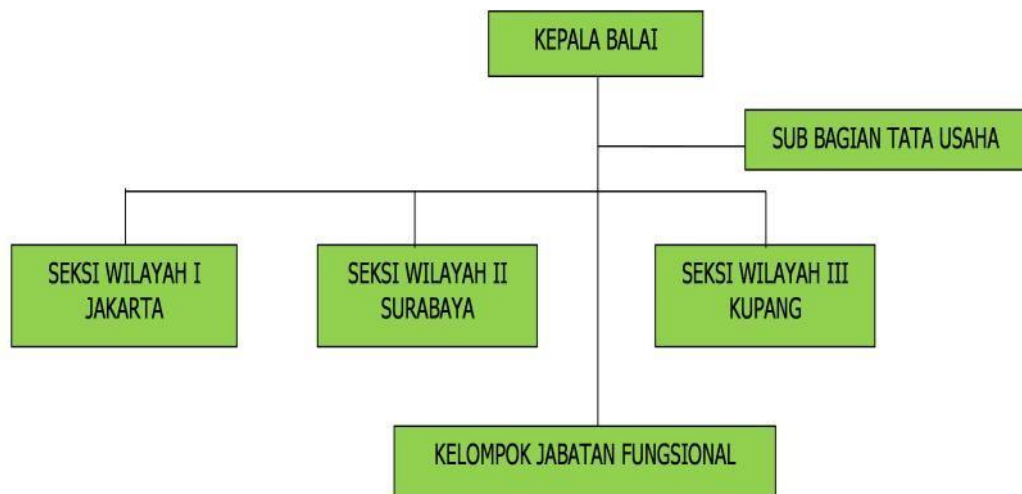 KEPALA BALAI
SUB BAGIAN TATA USAHA
SEKSI WILAYAH I
JAKARTA
SEKSI WILAYAH II
SURABAYA
SEKSI WILAYAH III
KUPANG
KELOMPOK JABATAN FUNGSIONAL